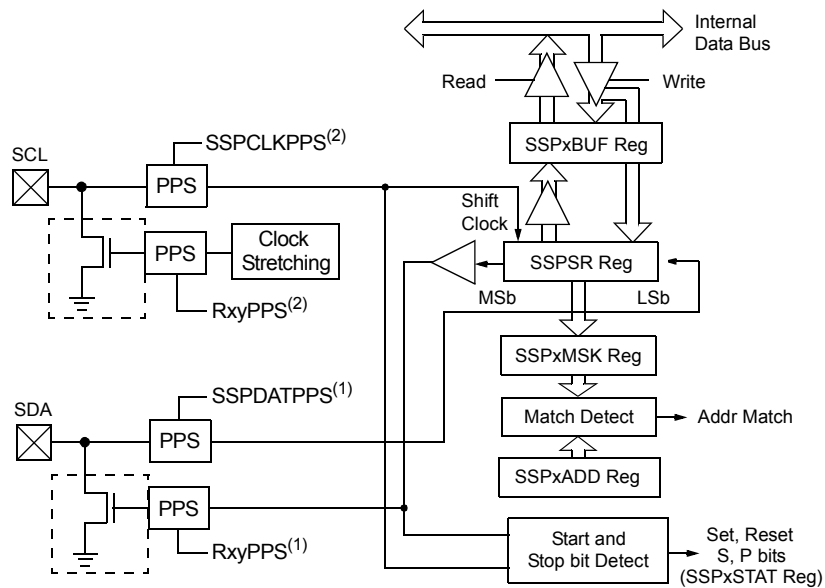 Internal
Data Bus
Read
Write
SSPCLKPPS(2)
SCL
SSPxBUF Reg
PPS
Shift
Clock
PPS
Clock
Stretching
SSPSR Reg
MSb
LSb
RxyPPS(2)
SSPxMSK Reg
SSPDATPPS(1)
SDA
PPS
Match Detect
Addr Match
SSPxADD Reg
PPS
RxyPPS(1)
Start and
Stop bit Detect
Set, Reset
S, P bits
(SSPxSTAT Reg)